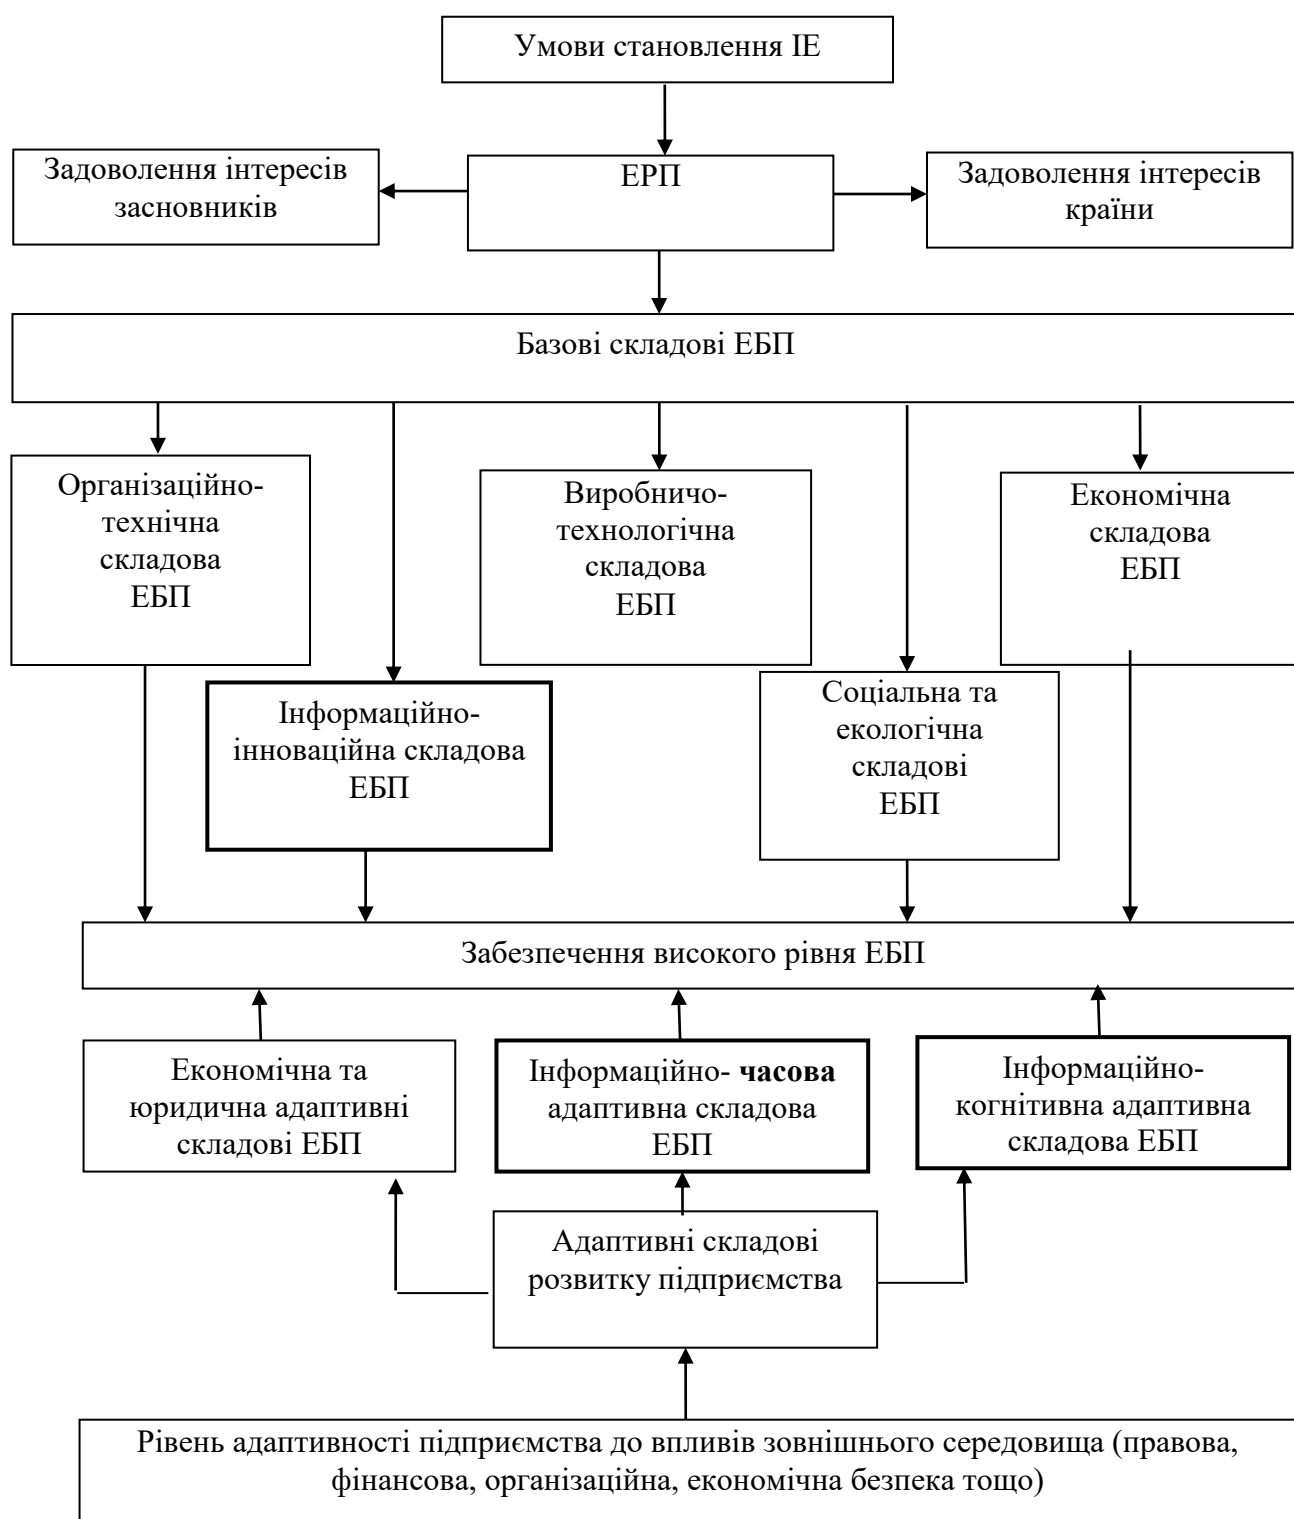 Умови становлення ІЕ
Задоволення інтересів
засновників
ЕРП
Задоволення інтересів
країни
Базові складові ЕБП
Організаційно-
технічна
складова
ЕБП
Виробничо-
технологічна
складова
ЕБП
Економічна
складова
ЕБП
Інформаційно-
інноваційна складова
ЕБП
Соціальна та
екологічна
складові
ЕБП
Забезпечення високого рівня ЕБП
Економічна та
юридична адаптивні
складові ЕБП
Інформаційно- часова
адаптивна складова
ЕБП
Інформаційно-
когнітивна адаптивна
складова ЕБП
Адаптивні складові
розвитку підприємства
Рівень адаптивності підприємства до впливів зовнішнього середовища (правова,
фінансова, організаційна, економічна безпека тощо)